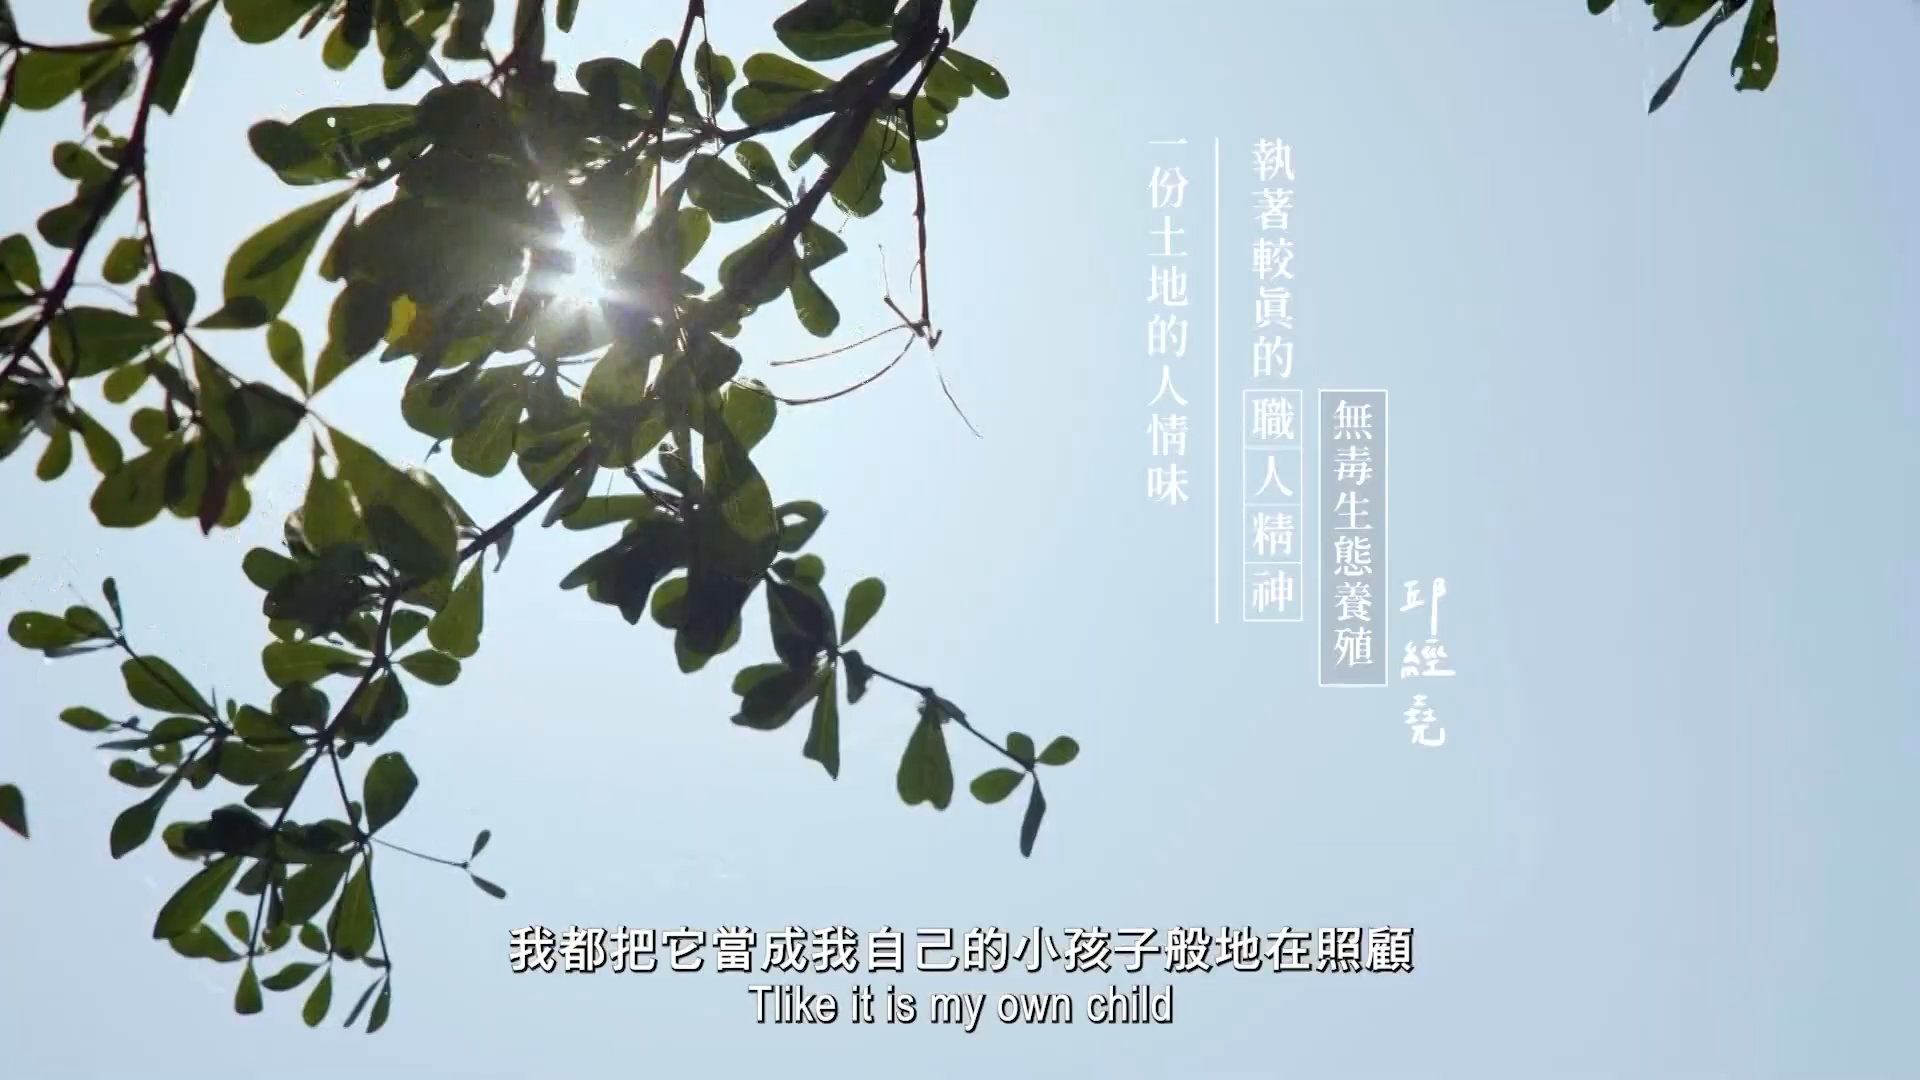 邱經堯
無毒生態養殖
執著較真的職人精神
一份土地的人情味
我都把它當成我自己的小孩子般地在照顧
Tlike it is my own child